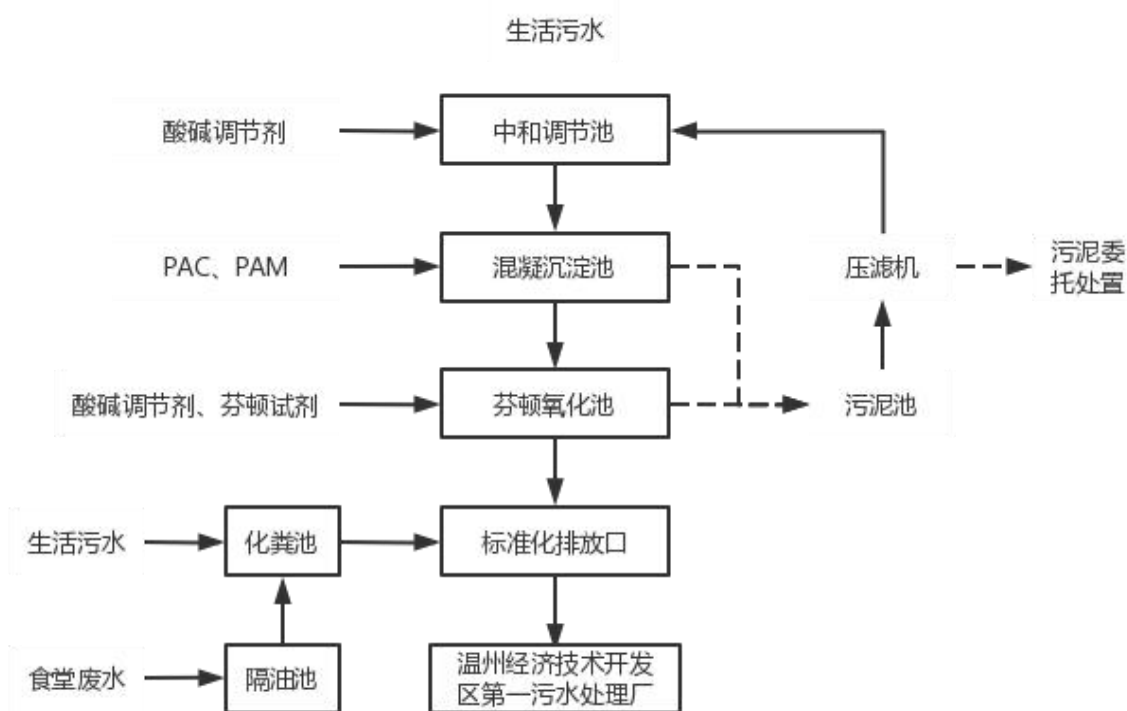 生活污水
酸碱调节剂
中和调节池
PAC、PAM
混凝沉淀池
压滤机
污泥委
托处置
酸碱调节剂、芬顿试剂
芬顿氧化池
污泥池
生活污水
化粪池
标准化排放口
食堂废水
隔油池
温州经济技术开发
区第一污水处理厂